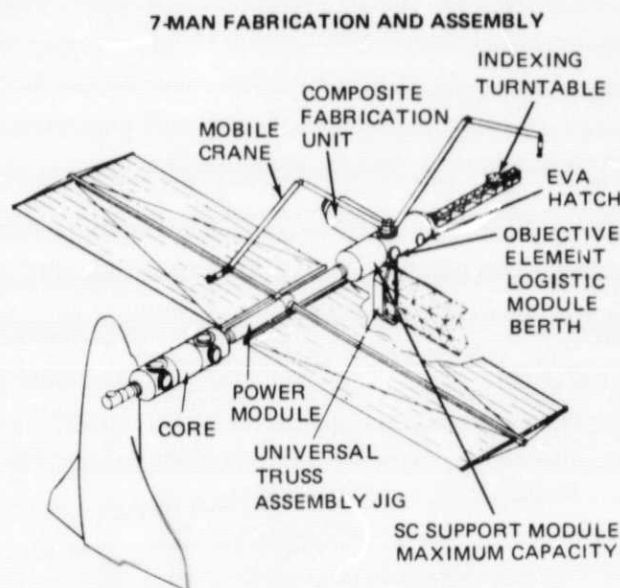 7-MAN FABRICATION AND ASSEMBLY
INDEXING
TURNTABLE
COMPOSITE
FABRICATION
UNIT
MOBILE
CRANE
EVA
HATCH
OBJECTIVE
ELEMENT
LOGISTIC
MODULE
BERTH
POWER
MODULE
CORE
UNIVERSAL
TRUSS
ASSEMBLY JIG
SC SUPPORT MODULE
MAXIMUM CAPACITY